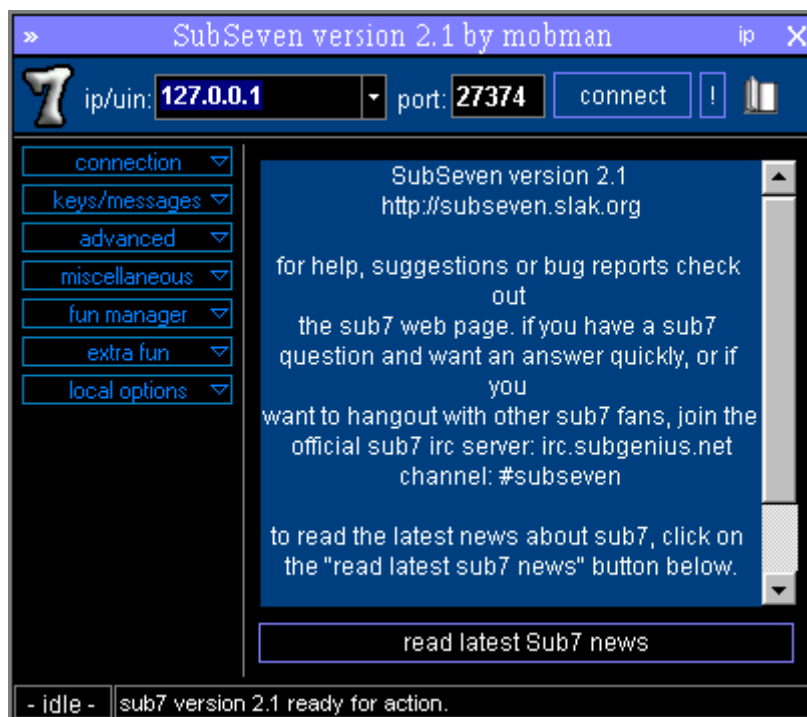 » SubSeven version 2.1 by mobman ip X
7 ip/uin: 127.0.0.1 port: 27374 connect !
connection
keys/messages
advanced
miscellaneous
fun manager
extra fun
local options
SubSeven version 2.1
http://subseven.slak.org
for help, suggestions or bug reports check
out
the sub7 web page. if you have a sub7
question and want an answer quickly, or if
you
want to hangout with other sub7 fans, join the
official sub7 irc server: irc.subgenius.net
channel: #subseven
to read the latest news about sub7, click on
the "read latest sub7 news" button below.
read latest Sub7 news
- idle - sub7 version 2.1 ready for action.